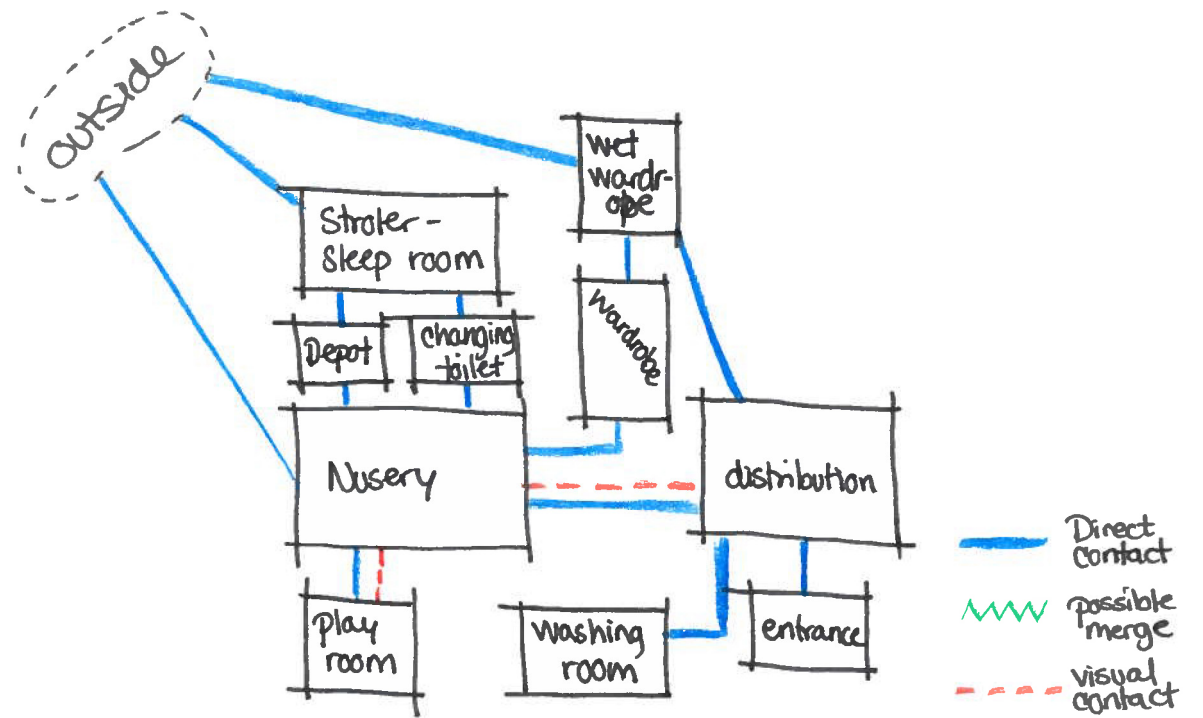 outside
wet
wardr-
ope
Stroler-
Sleep room
Wardrobe
Depot
changing
-toilet
Nusery
distribution
Direct
contact
possible
merge
visual
contact
play
room
washing
room
entrance